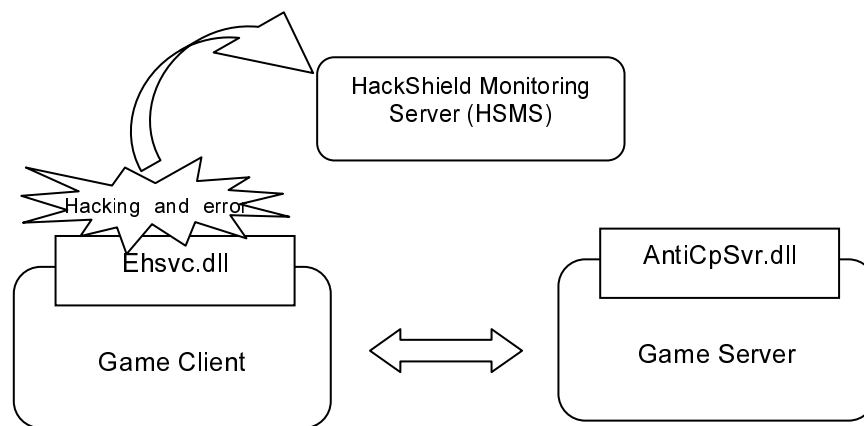 HackShield Monitoring
Server (HSMS)
Hacking and error
Ehsvc.dll
AntiCpSvr.dll
Game Client
Game Server